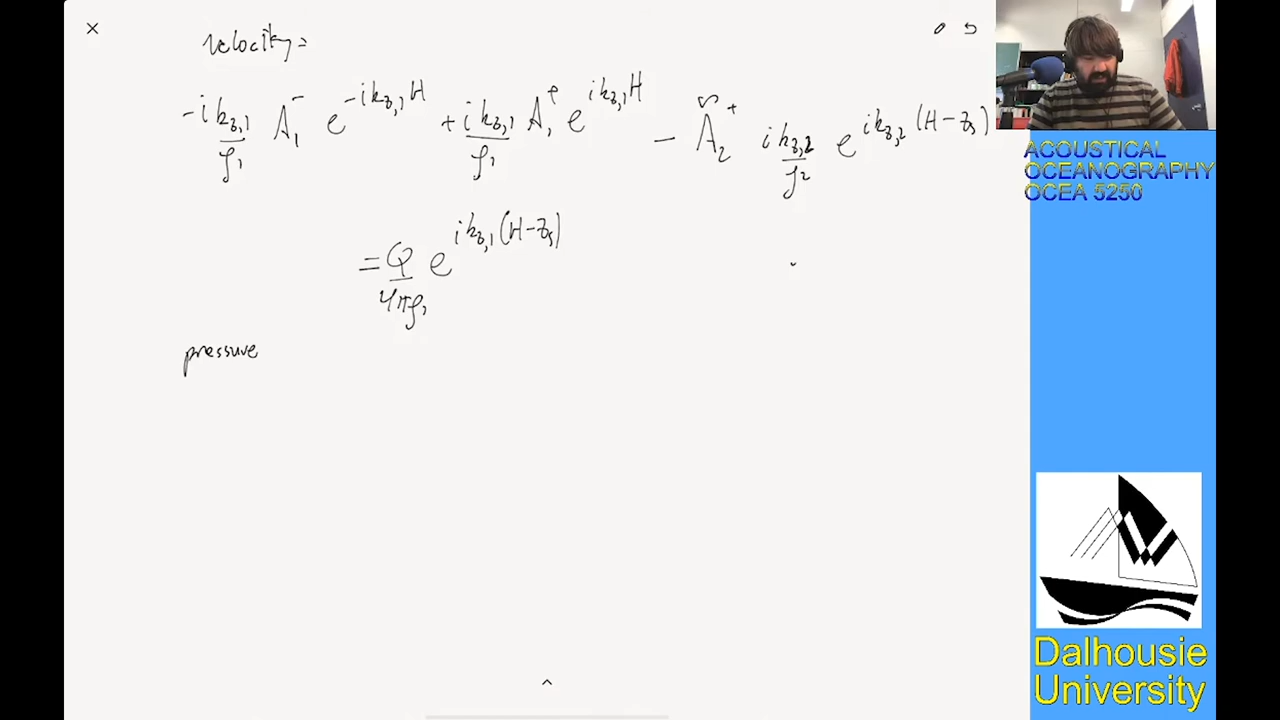 velocity:
-ik_{z,1}/ρ_1 A_1^- e^{-ik_{z,1}H} + ik_{z,1}/ρ_1 A_1^+ e^{ik_{z,1}H} - A_2^+ ik_{z,2}/ρ_2 e^{ik_{z,2}(H-z_s)}
= Q/4πρ_1 e^{ik_{z,1}(H-z_s)}
pressure
ACOUSTICAL
OCEANOGRAPHY
OCEA 5250
Dalhousie
University